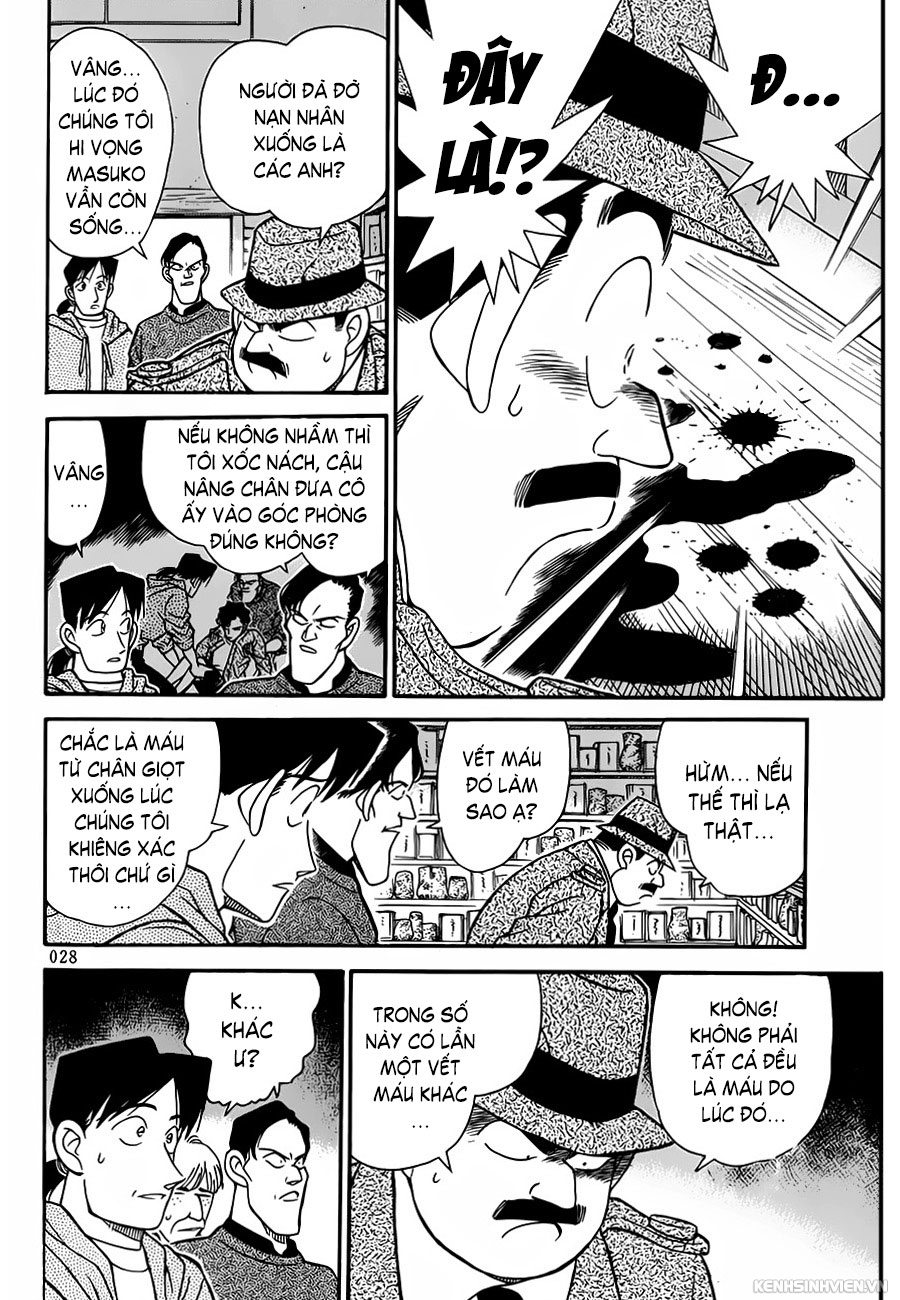 Đ...
ĐÂY
LÀ!?
NGƯỜI ĐÃ ĐỠ
NẠN NHÂN
XUỐNG LÀ
CÁC ANH?
VÂNG...
LÚC ĐÓ
CHÚNG TÔI
HI VỌNG
MASUKO
VẪN CÒN
SỐNG...
NẾU KHÔNG NHẦM THÌ
TÔI XỐC NÁCH, CẬU
NÂNG CHÂN ĐƯA CÔ
ẤY VÀO GÓC PHÒNG
ĐÚNG KHÔNG?
VÂNG
...
HỪM... NẾU
THẾ THÌ LẠ
THẬT...
VẾT MÁU
ĐÓ LÀM
SAO Ạ?
CHẮC LÀ MÁU
TỪ CHÂN GIỌT
XUỐNG LÚC
CHÚNG TÔI
KHIÊNG XÁC
THÔI CHỨ GÌ
...
028
KHÔNG!
KHÔNG PHẢI
TẤT CẢ ĐỀU
LÀ MÁU DO
LÚC ĐÓ...
TRONG SỐ
NÀY CÓ LẪN
MỘT VẾT
MÁU KHÁC
...
K...
KHÁC
Ư?
KENHSINHVIEN.VN